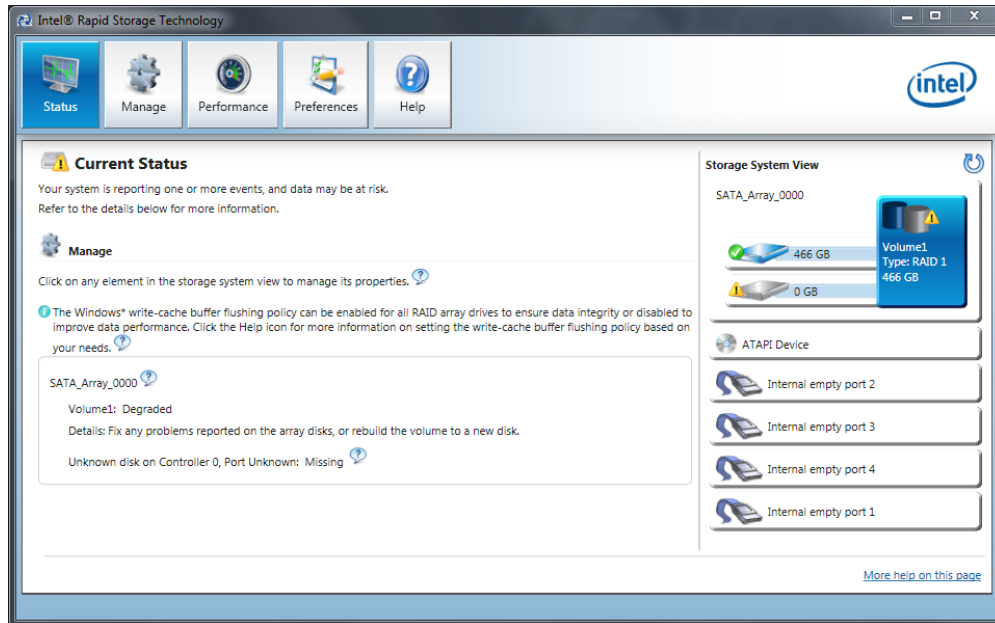 Intel® Rapid Storage Technology
Status
Manage
Performance
Preferences
Help
intel
Current Status
Your system is reporting one or more events, and data may be at risk.
Refer to the details below for more information.
Manage
Click on any element in the storage system view to manage its properties.
The Windows* write-cache buffer flushing policy can be enabled for all RAID array drives to ensure data integrity or disabled to
improve data performance. Click the Help icon for more information on setting the write-cache buffer flushing policy based on
your needs.
SATA_Array_0000
Volume1: Degraded
Details: Fix any problems reported on the array disks, or rebuild the volume to a new disk.
Unknown disk on Controller 0, Port Unknown: Missing
Storage System View
SATA_Array_0000
466 GB
0 GB
Volume1
Type: RAID 1
466 GB
ATAPI Device
Internal empty port 2
Internal empty port 3
Internal empty port 4
Internal empty port 1
More help on this page